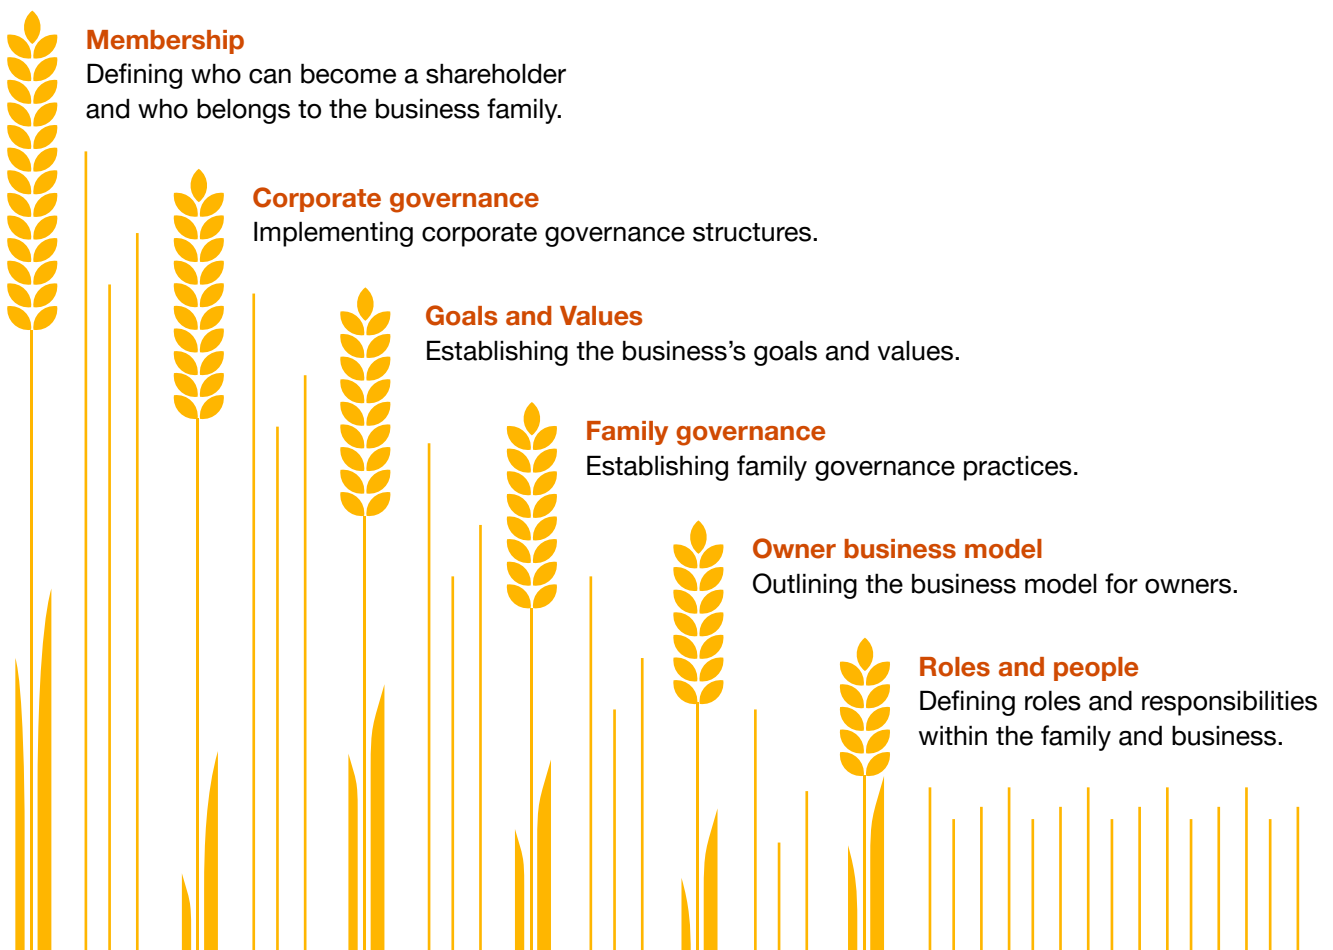 Membership
Defining who can become a shareholder
and who belongs to the business family.
Corporate governance
Implementing corporate governance structures.
Goals and Values
Establishing the business’s goals and values.
Family governance
Establishing family governance practices.
Owner business model
Outlining the business model for owners.
Roles and people
Defining roles and responsibilities
within the family and business.